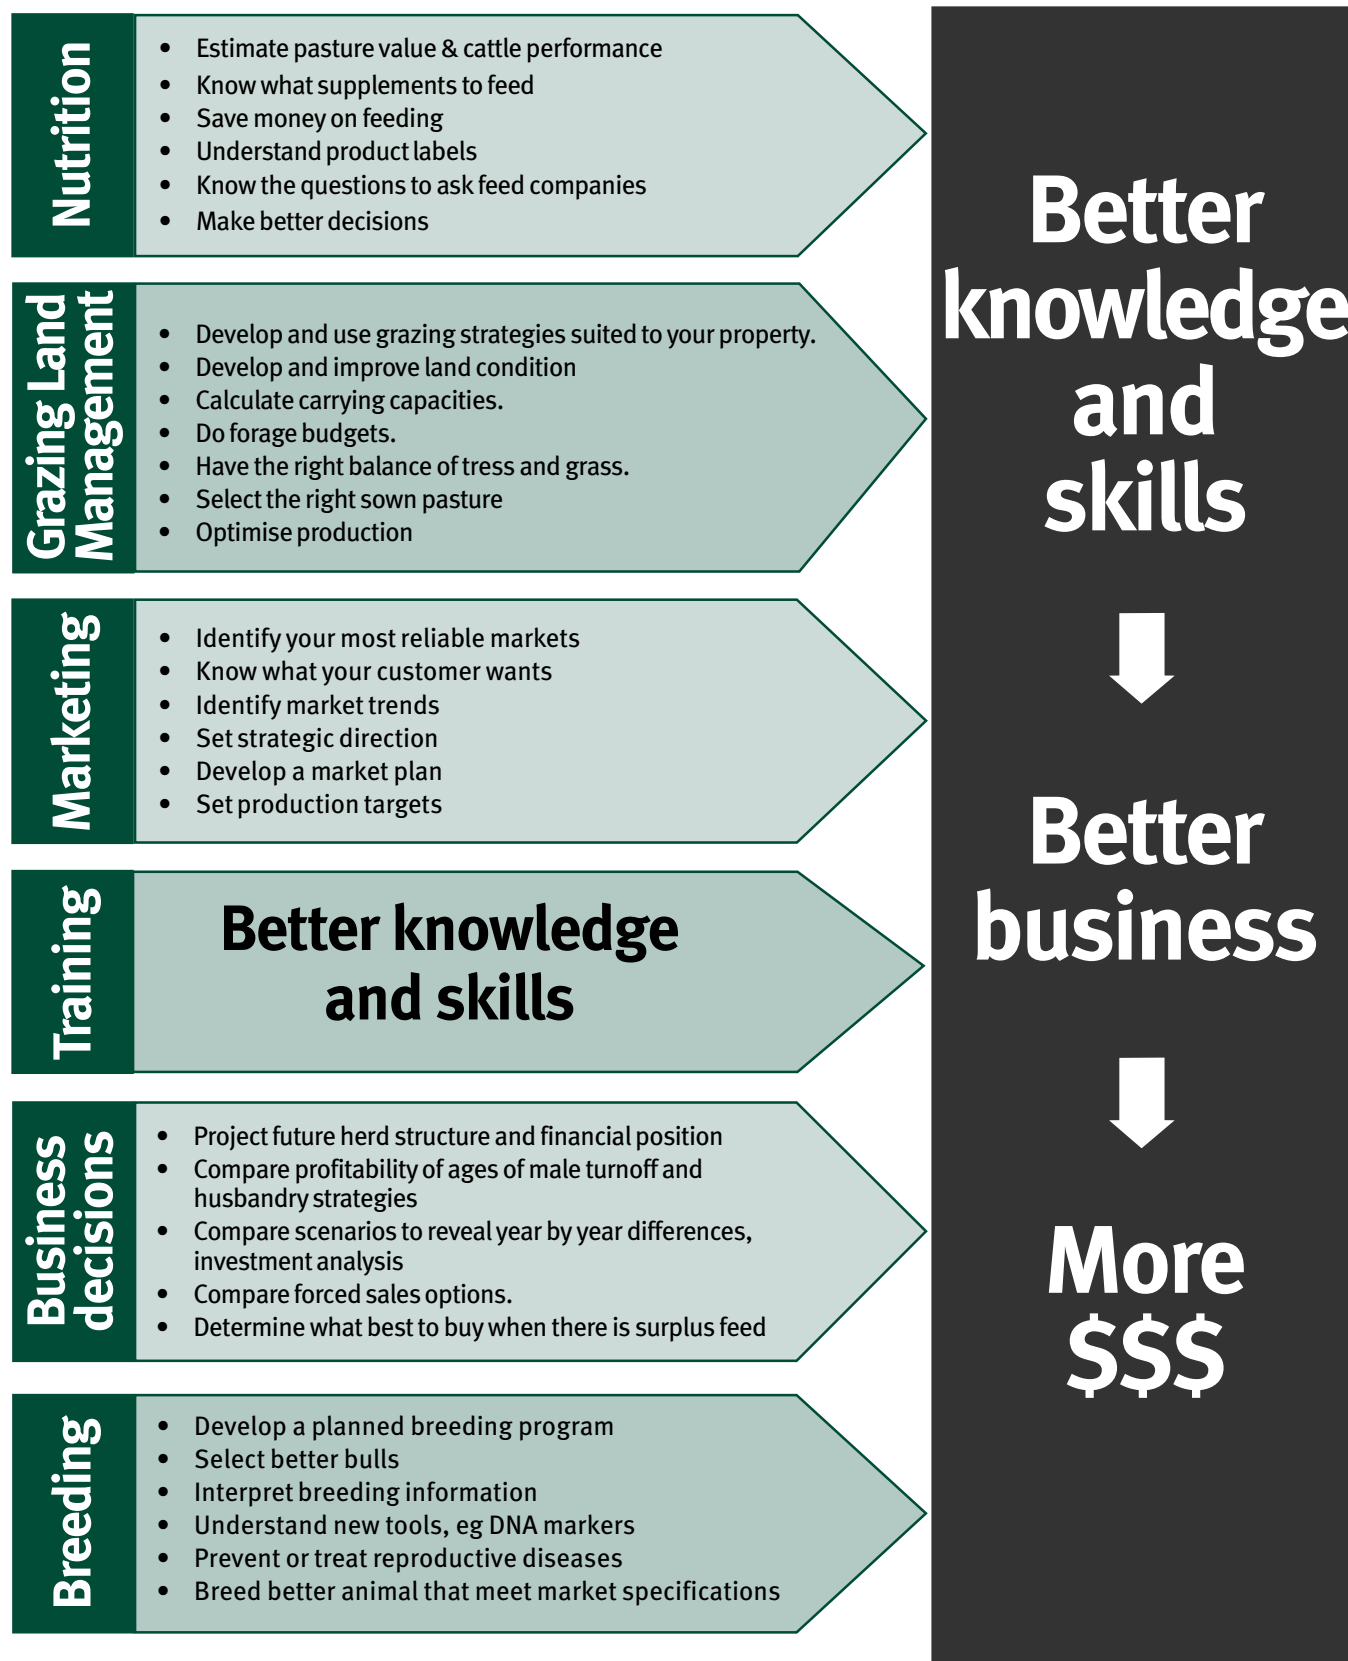 Nutrition
• Estimate pasture value & cattle performance
• Know what supplements to feed
• Save money on feeding
• Understand product labels
• Know the questions to ask feed companies
• Make better decisions
Grazing Land
Management
• Develop and use grazing strategies suited to your property.
• Develop and improve land condition
• Calculate carrying capacities.
• Do forage budgets.
• Have the right balance of tress and grass.
• Select the right sown pasture
• Optimise production
Marketing
• Identify your most reliable markets
• Know what your customer wants
• Identify market trends
• Set strategic direction
• Develop a market plan
• Set production targets
Training
Better knowledge
and skills
Business
decisions
• Project future herd structure and financial position
• Compare profitability of ages of male turnoff and
husbandry strategies
• Compare scenarios to reveal year by year differences,
investment analysis
• Compare forced sales options.
• Determine what best to buy when there is surplus feed
Breeding
• Develop a planned breeding program
• Select better bulls
• Interpret breeding information
• Understand new tools, eg DNA markers
• Prevent or treat reproductive diseases
• Breed better animal that meet market specifications
Better
knowledge
and
skills
Better
business
More
$$$